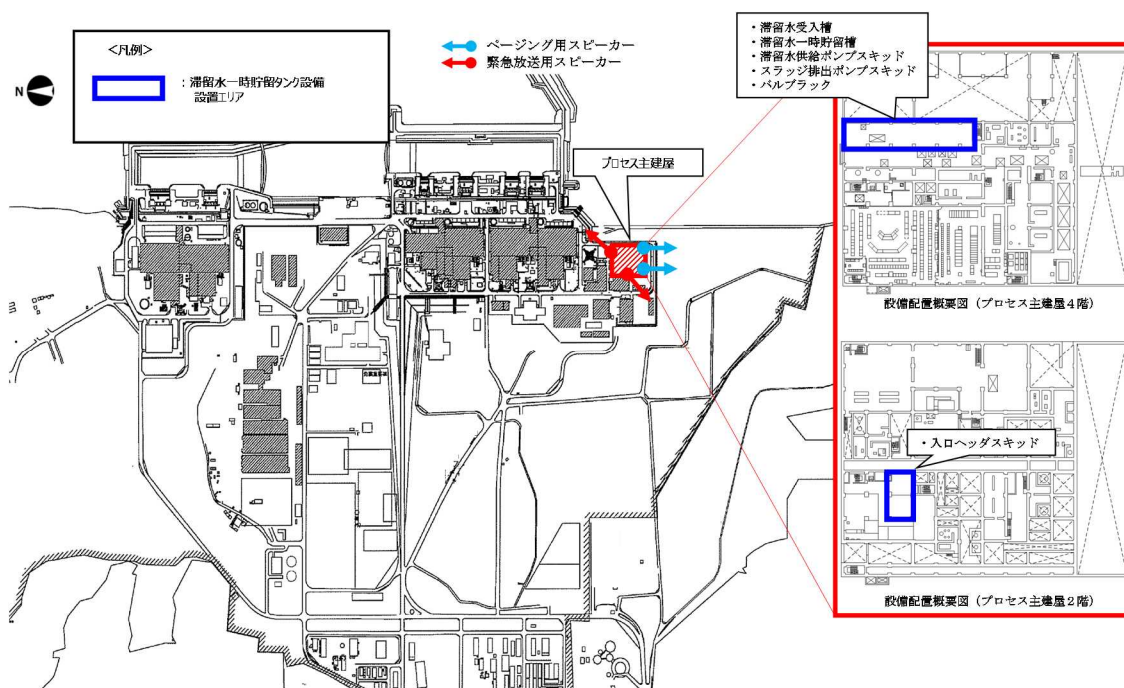 <凡例>
：滞留水一時貯留タンク設備
設置エリア
N
ページング用スピーカー
緊急放送用スピーカー
プロセス主建屋
・滞留水受入槽
・滞留水一時貯留槽
・滞留水供給ポンプスキッド
・スラッジ排出ポンプスキッド
・バルブラック
設備配置概要図（プロセス主建屋４階）
・入口ヘッダスキッド
設備配置概要図（プロセス主建屋２階）